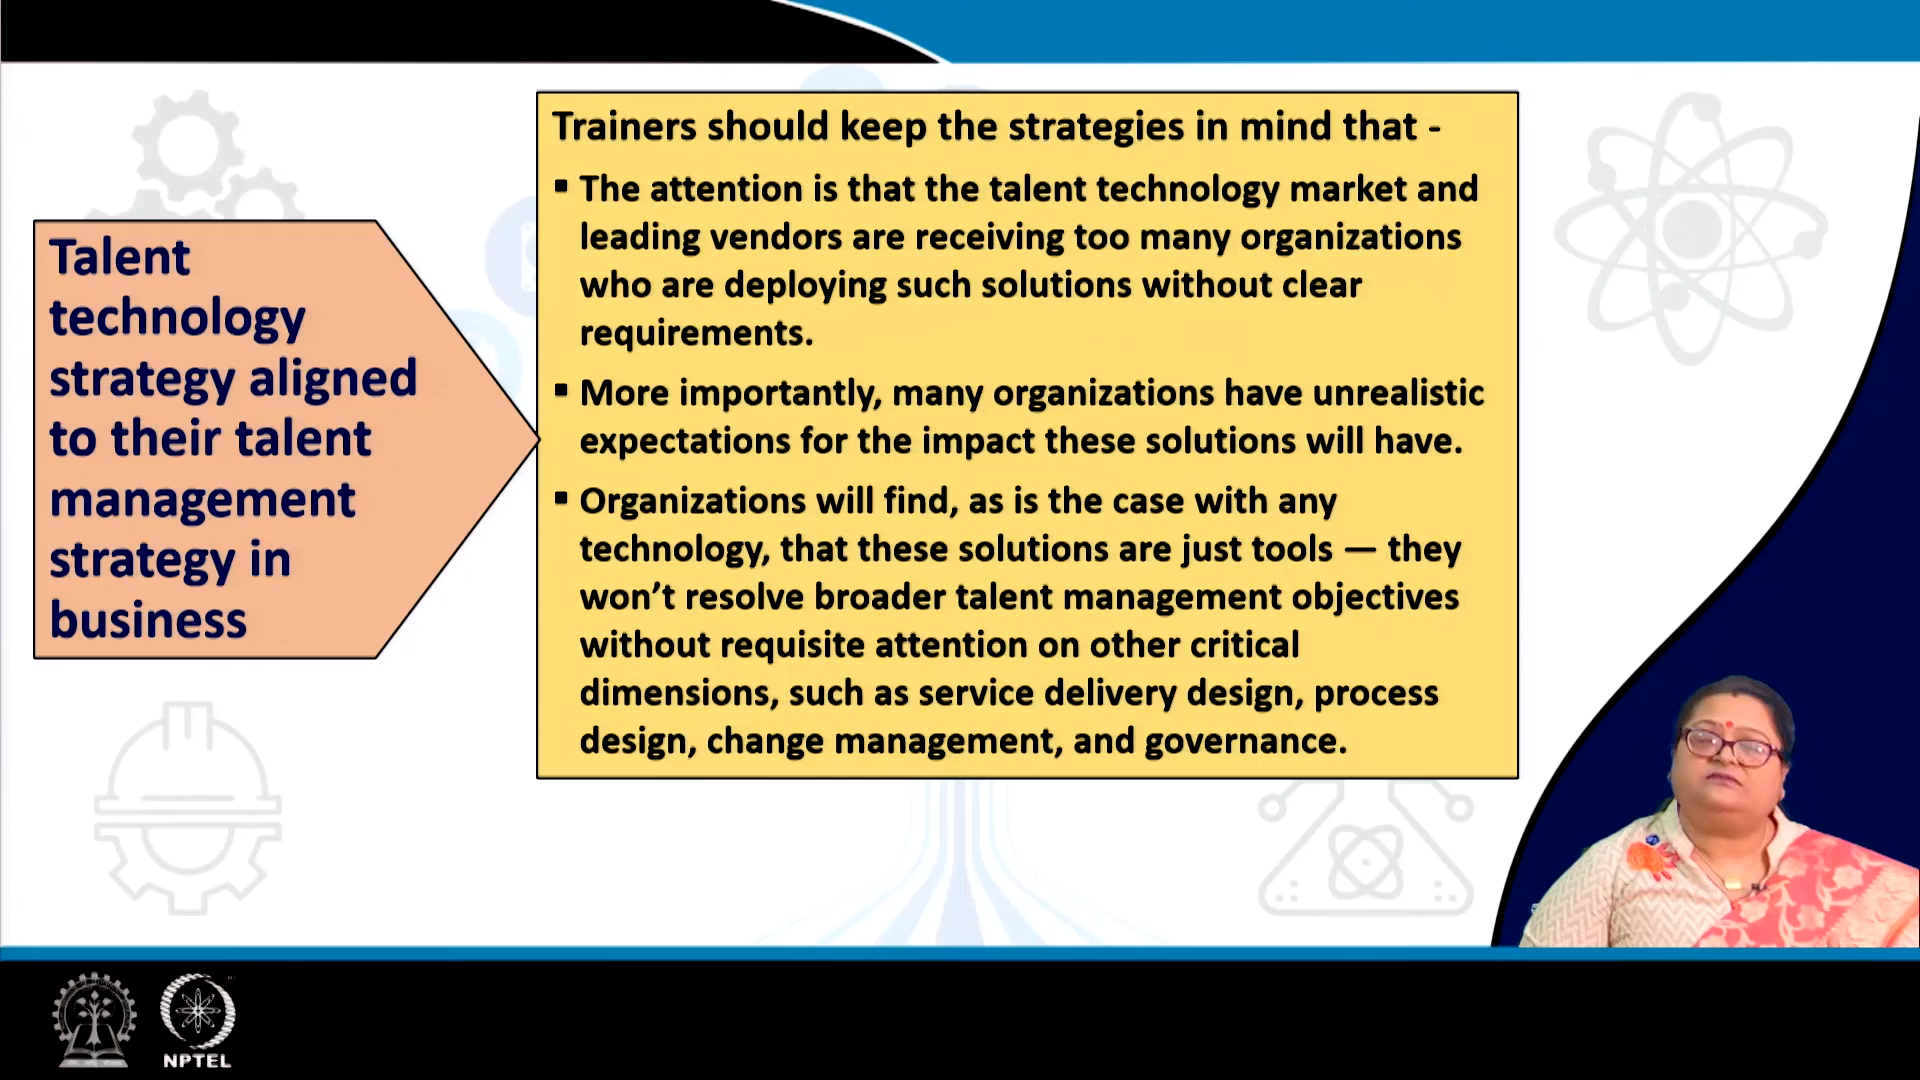 Talent
technology
strategy aligned
to their talent
management
strategy in
business
Trainers should keep the strategies in mind that -
▪ The attention is that the talent technology market and
leading vendors are receiving too many organizations
who are deploying such solutions without clear
requirements.
▪ More importantly, many organizations have unrealistic
expectations for the impact these solutions will have.
▪ Organizations will find, as is the case with any
technology, that these solutions are just tools — they
won’t resolve broader talent management objectives
without requisite attention on other critical
dimensions, such as service delivery design, process
design, change management, and governance.
NPTEL